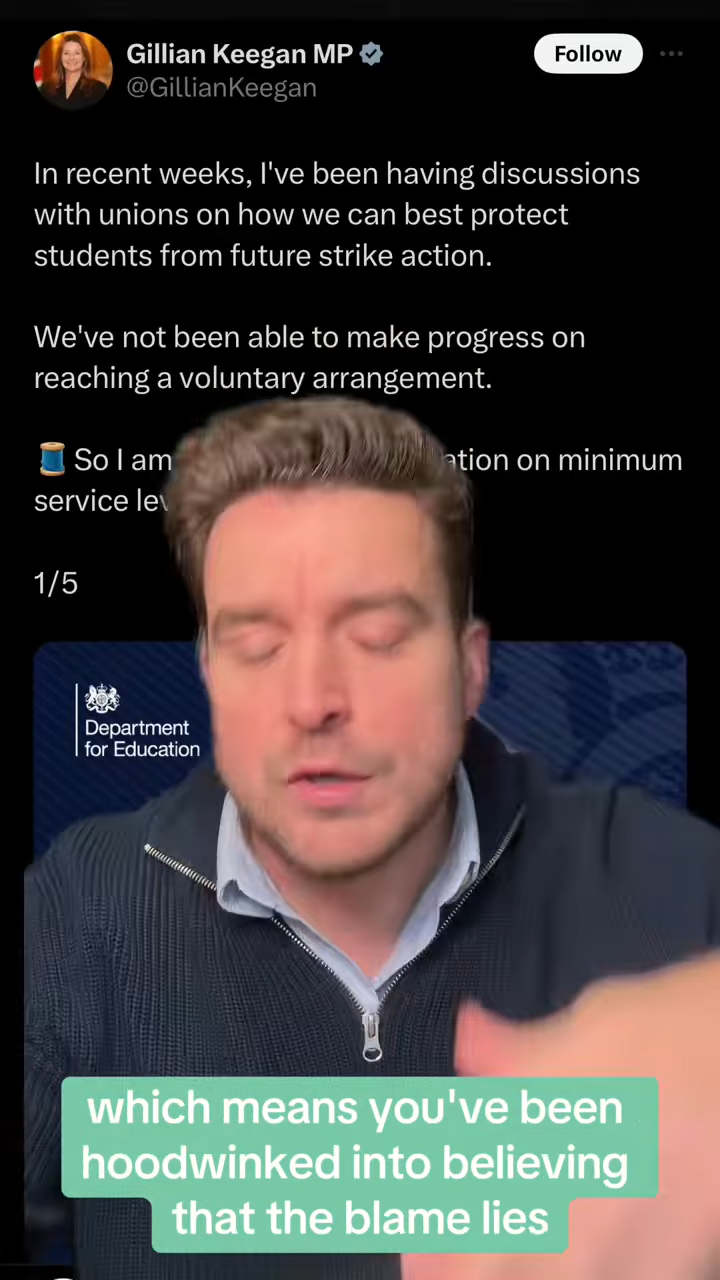 Gillian Keegan MP
Follow
@GillianKeegan
In recent weeks, I've been having discussions
with unions on how we can best protect
students from future strike action.
We've not been able to make progress on
reaching a voluntary arrangement.
So I am ation on minimum
service lev
1/5
Department
for Education
which means you've been
hoodwinked into believing
that the blame lies